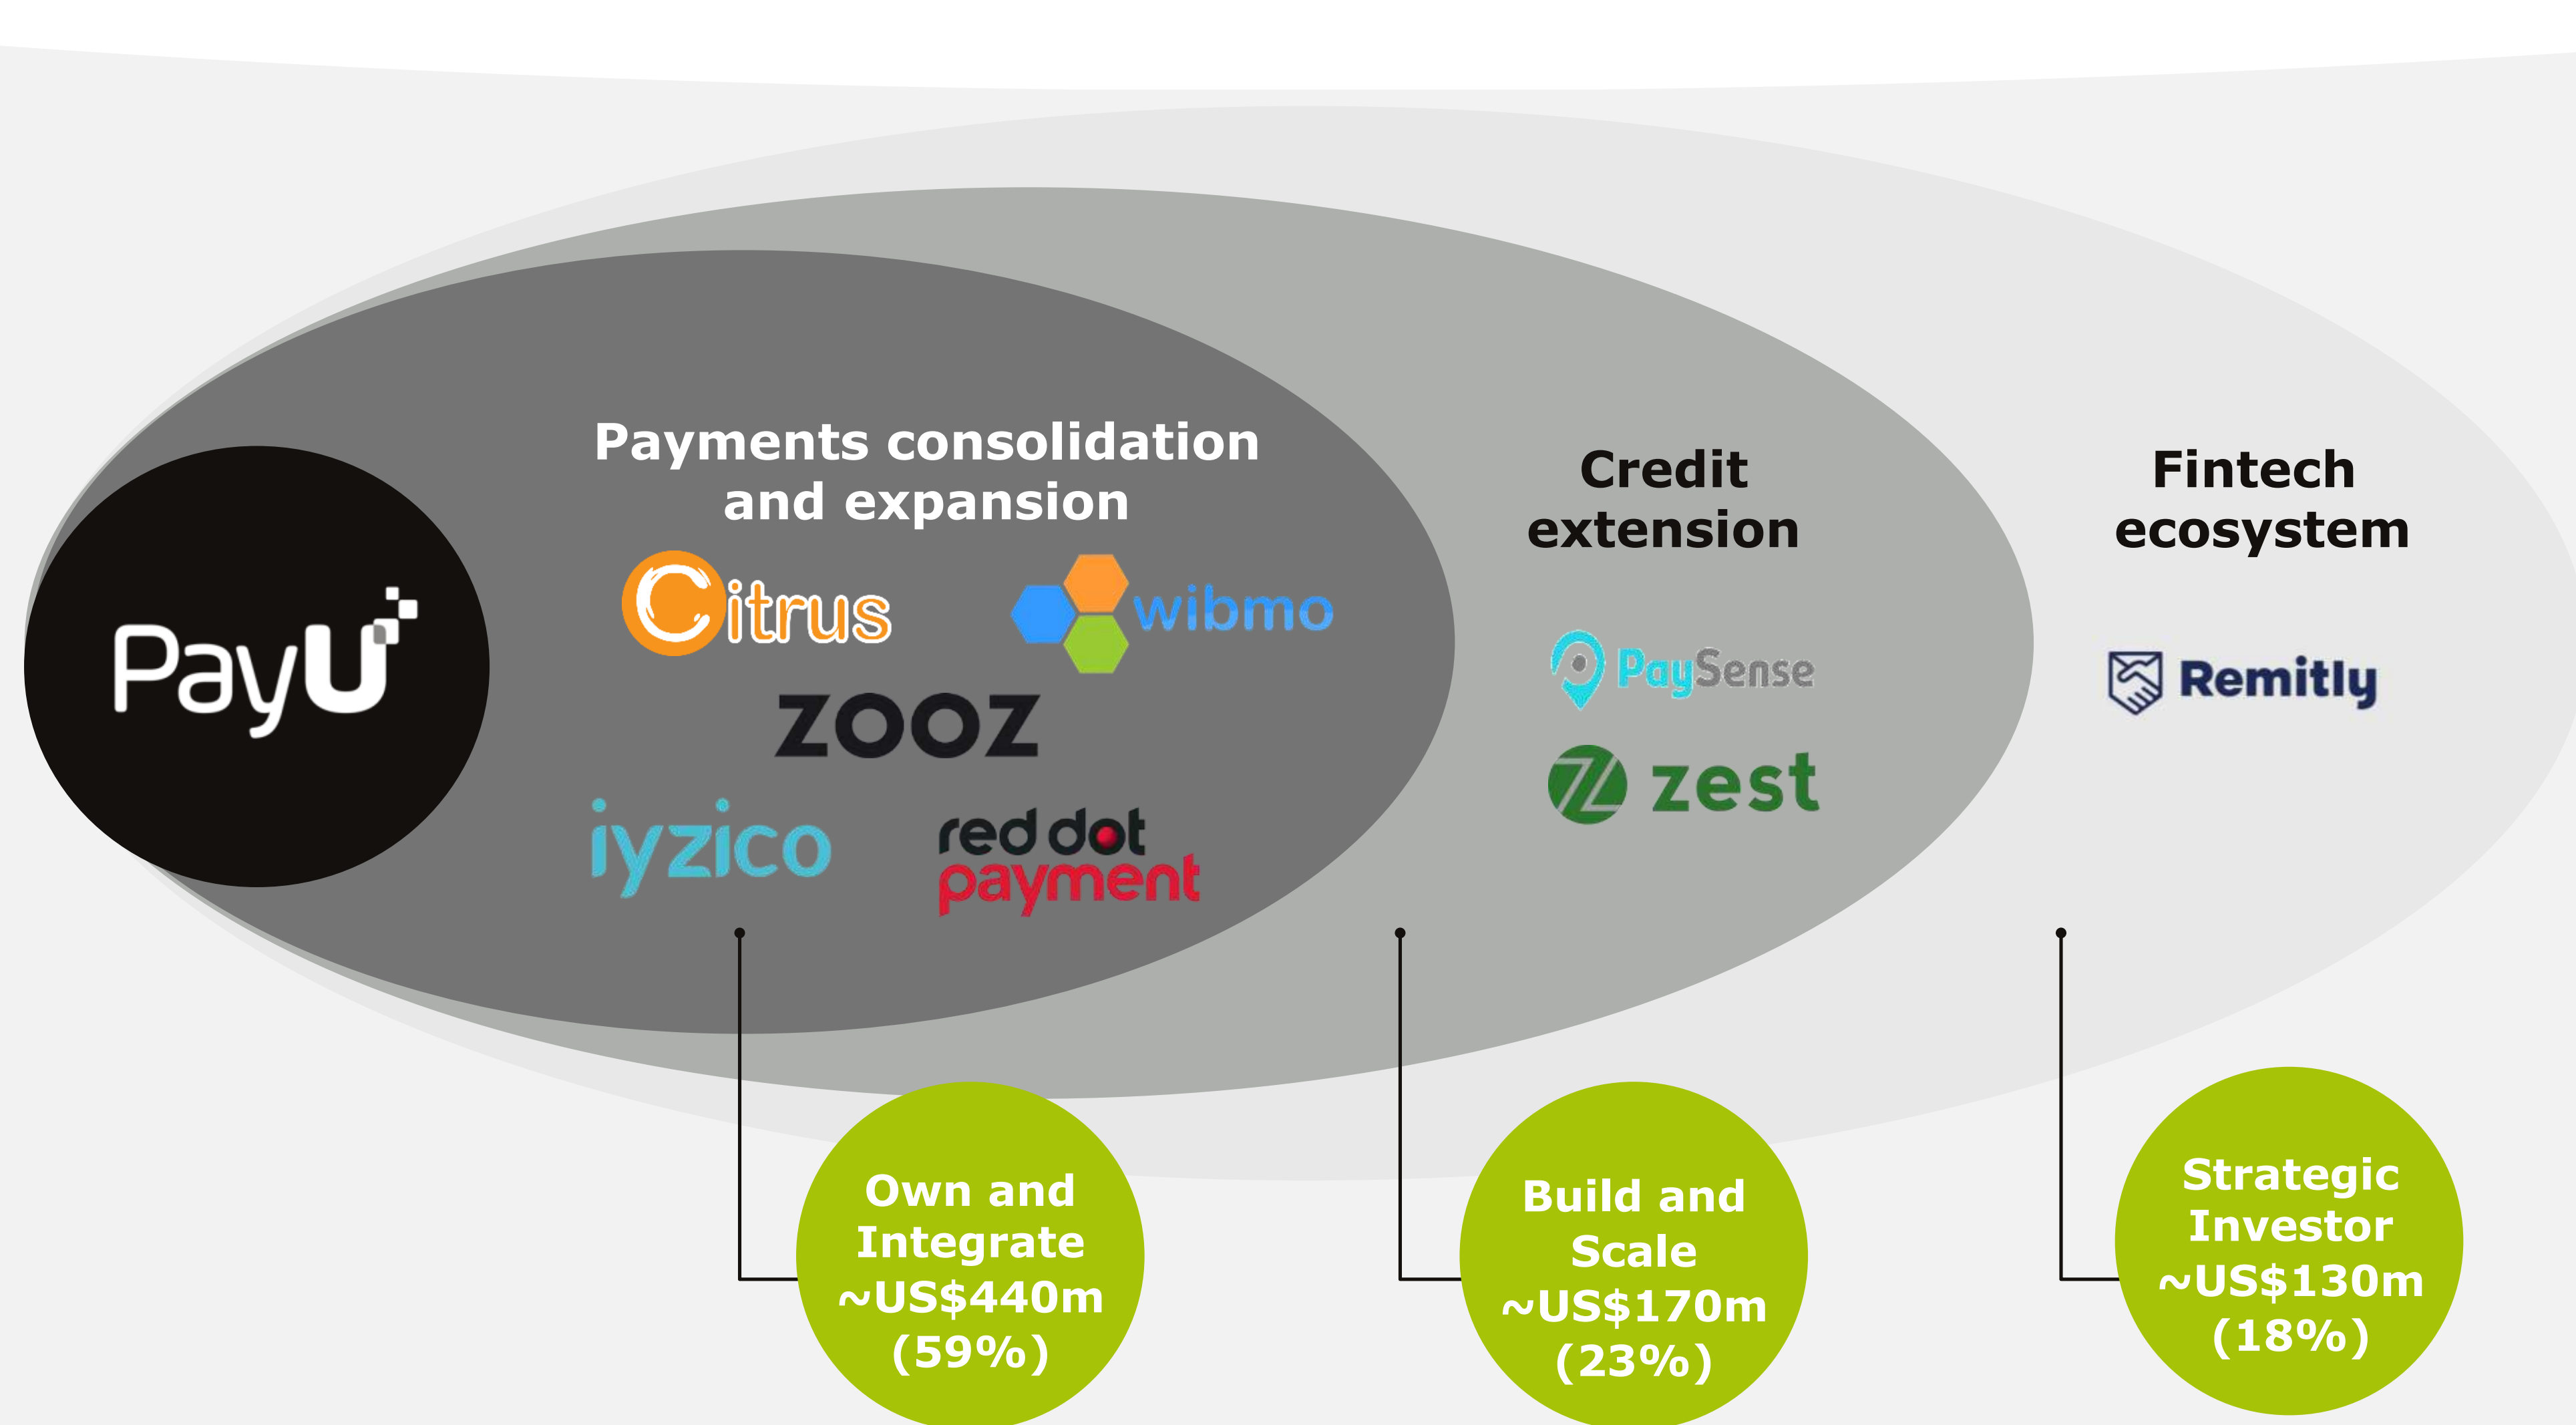 PayU
Payments consolidation
and expansion
Citrus
wibmo
ZOOZ
iyzico
red dot
payment
Credit
extension
PaySense
zest
Fintech
ecosystem
Remitly
Own and
Integrate
~US$440m
(59%)
Build and
Scale
~US$170m
(23%)
Strategic
Investor
~US$130m
(18%)